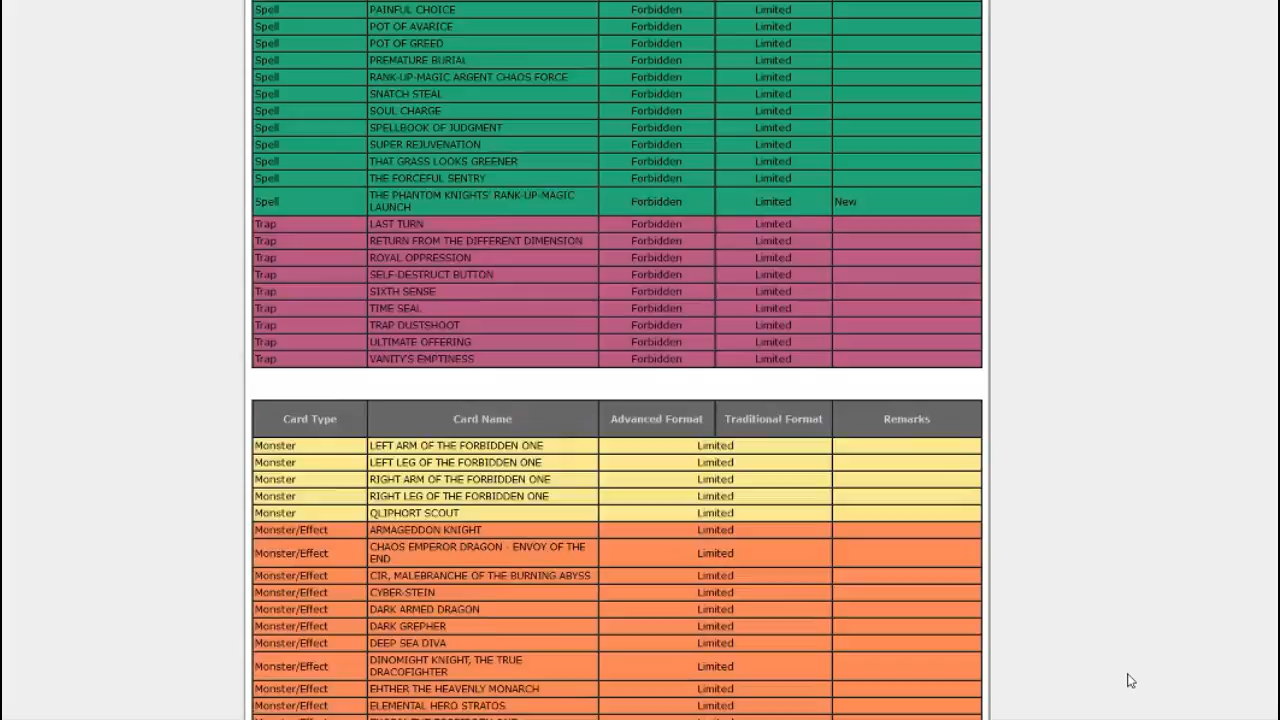 Spell PAINFUL CHOICE Forbidden Limited
Spell POT OF AVARICE Forbidden Limited
Spell POT OF GREED Forbidden Limited
Spell PREMATURE BURIAL Forbidden Limited
Spell RANK-UP-MAGIC ARGENT CHAOS FORCE Forbidden Limited
Spell SNATCH STEAL Forbidden Limited
Spell SOUL CHARGE Forbidden Limited
Spell SPELLBOOK OF JUDGMENT Forbidden Limited
Spell SUPER REJUVENATION Forbidden Limited
Spell THAT GRASS LOOKS GREENER Forbidden Limited
Spell THE FORCEFUL SENTRY Forbidden Limited
Spell THE PHANTOM KNIGHTS' RANK-UP-MAGIC
LAUNCH Forbidden Limited New
Trap LAST TURN Forbidden Limited
Trap RETURN FROM THE DIFFERENT DIMENSION Forbidden Limited
Trap ROYAL OPPRESSION Forbidden Limited
Trap SELF-DESTRUCT BUTTON Forbidden Limited
Trap SIXTH SENSE Forbidden Limited
Trap TIME SEAL Forbidden Limited
Trap TRAP DUSTSHOOT Forbidden Limited
Trap ULTIMATE OFFERING Forbidden Limited
Trap VANITY'S EMPTINESS Forbidden Limited
Card Type Card Name Advanced Format Traditional Format Remarks
Monster LEFT ARM OF THE FORBIDDEN ONE Limited
Monster LEFT LEG OF THE FORBIDDEN ONE Limited
Monster RIGHT ARM OF THE FORBIDDEN ONE Limited
Monster RIGHT LEG OF THE FORBIDDEN ONE Limited
Monster QLIPHORT SCOUT Limited
Monster/Effect ARMAGEDDON KNIGHT Limited
Monster/Effect CHAOS EMPEROR DRAGON - ENVOY OF THE
END Limited
Monster/Effect CIR, MALEBRANCHE OF THE BURNING ABYSS Limited
Monster/Effect CYBER-STEIN Limited
Monster/Effect DARK ARMED DRAGON Limited
Monster/Effect DARK GREPHER Limited
Monster/Effect DEEP SEA DIVA Limited
Monster/Effect DINOMIGHT KNIGHT, THE TRUE
DRACOFIGHTER Limited
Monster/Effect EHTHER THE HEAVENLY MONARCH Limited
Monster/Effect ELEMENTAL HERO STRATOS Limited